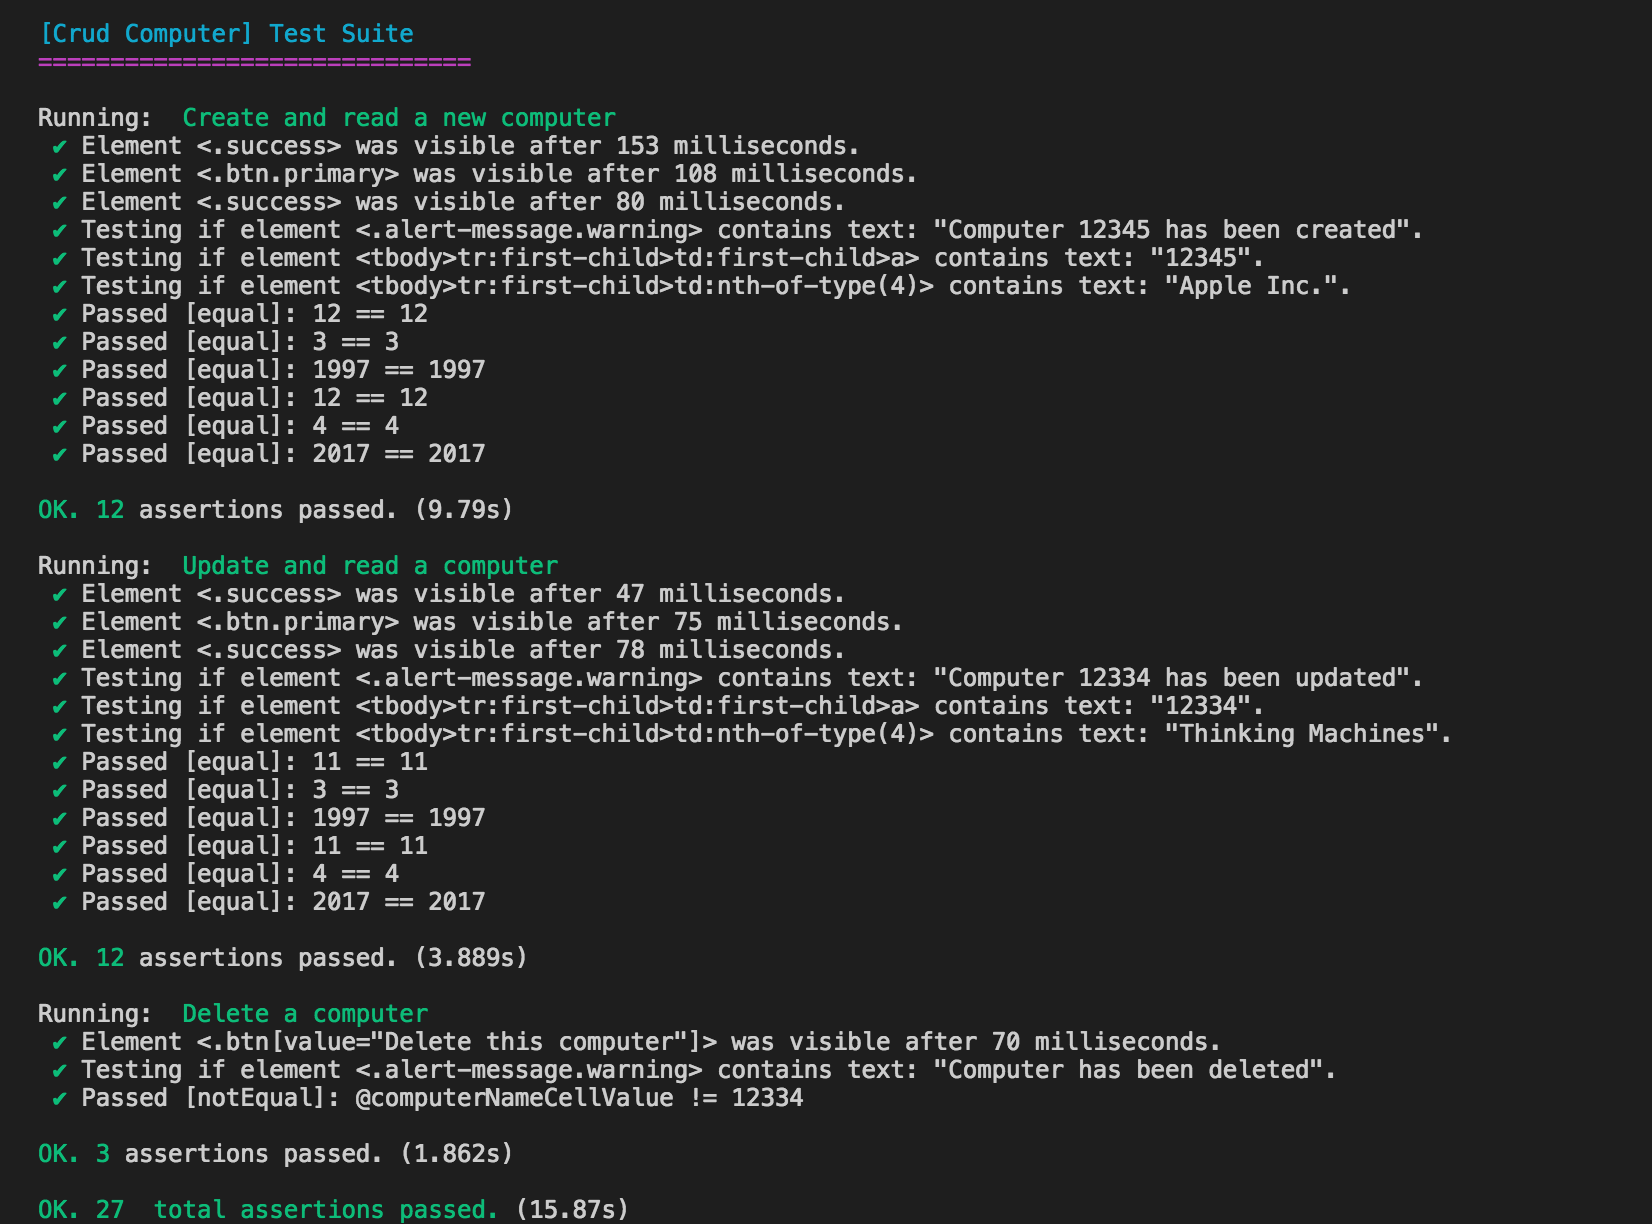 [Crud Computer] Test Suite
==============================
Running:  Create and read a new computer
✔ Element <.success> was visible after 153 milliseconds.
✔ Element <.btn.primary> was visible after 108 milliseconds.
✔ Element <.success> was visible after 80 milliseconds.
✔ Testing if element <.alert-message.warning> contains text: "Computer 12345 has been created".
✔ Testing if element <tbody>tr:first-child>td:first-child>a> contains text: "12345".
✔ Testing if element <tbody>tr:first-child>td:nth-of-type(4)> contains text: "Apple Inc.".
✔ Passed [equal]: 12 == 12
✔ Passed [equal]: 3 == 3
✔ Passed [equal]: 1997 == 1997
✔ Passed [equal]: 12 == 12
✔ Passed [equal]: 4 == 4
✔ Passed [equal]: 2017 == 2017
OK. 12 assertions passed. (9.79s)
Running:  Update and read a computer
✔ Element <.success> was visible after 47 milliseconds.
✔ Element <.btn.primary> was visible after 75 milliseconds.
✔ Element <.success> was visible after 78 milliseconds.
✔ Testing if element <.alert-message.warning> contains text: "Computer 12334 has been updated".
✔ Testing if element <tbody>tr:first-child>td:first-child>a> contains text: "12334".
✔ Testing if element <tbody>tr:first-child>td:nth-of-type(4)> contains text: "Thinking Machines".
✔ Passed [equal]: 11 == 11
✔ Passed [equal]: 3 == 3
✔ Passed [equal]: 1997 == 1997
✔ Passed [equal]: 11 == 11
✔ Passed [equal]: 4 == 4
✔ Passed [equal]: 2017 == 2017
OK. 12 assertions passed. (3.889s)
Running:  Delete a computer
✔ Element <.btn[value="Delete this computer"]> was visible after 70 milliseconds.
✔ Testing if element <.alert-message.warning> contains text: "Computer has been deleted".
✔ Passed [notEqual]: @computerNameCellValue != 12334
OK. 3 assertions passed. (1.862s)
OK. 27  total assertions passed. (15.87s)